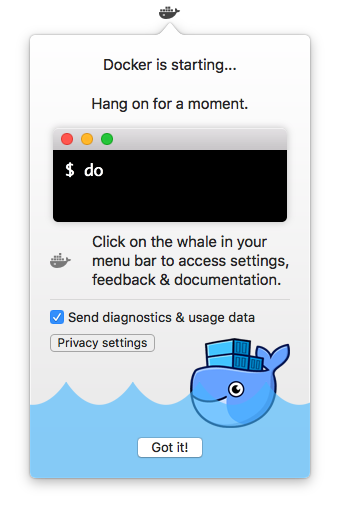 Docker is starting...
Hang on for a moment.
$ do
Click on the whale in your
menu bar to access settings,
feedback & documentation.
Send diagnostics & usage data
Privacy settings
Got it!